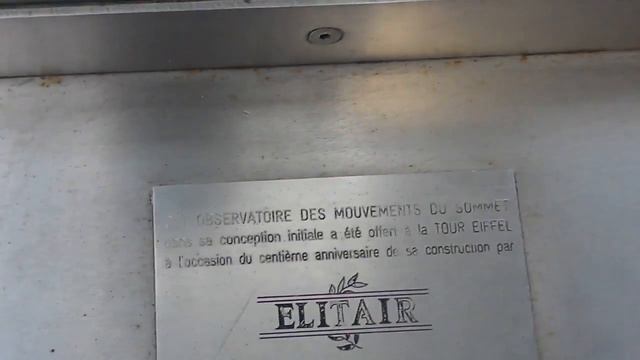 OBSERVATOIRE DES MOUVEMENTS DU SOMMET
dans sa conception initiale a été offert à la TOUR EIFFEL
à l'occasion du centième anniversaire de sa construction par
ELITAIR